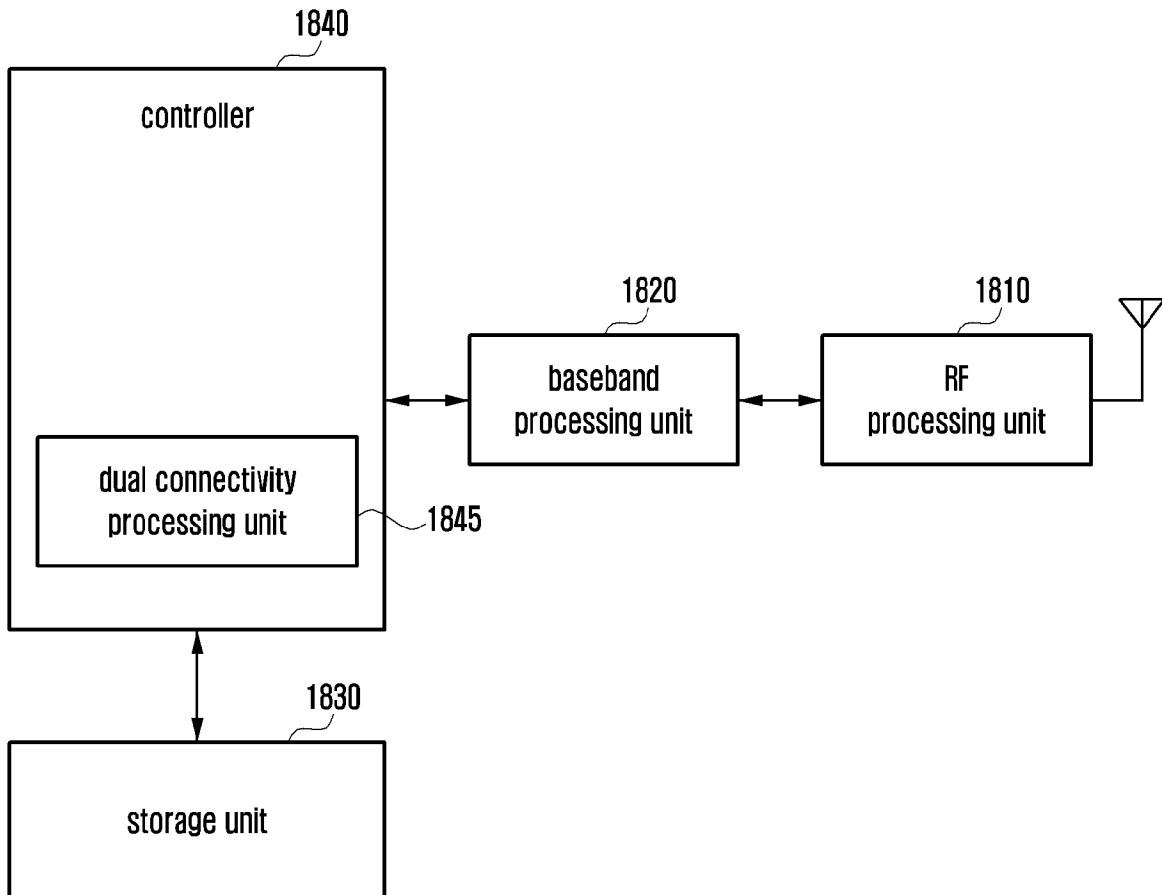 1840
controller
1820
1810
baseband
processing unit
RF
processing unit
dual connectivity
processing unit
1845
1830
storage unit